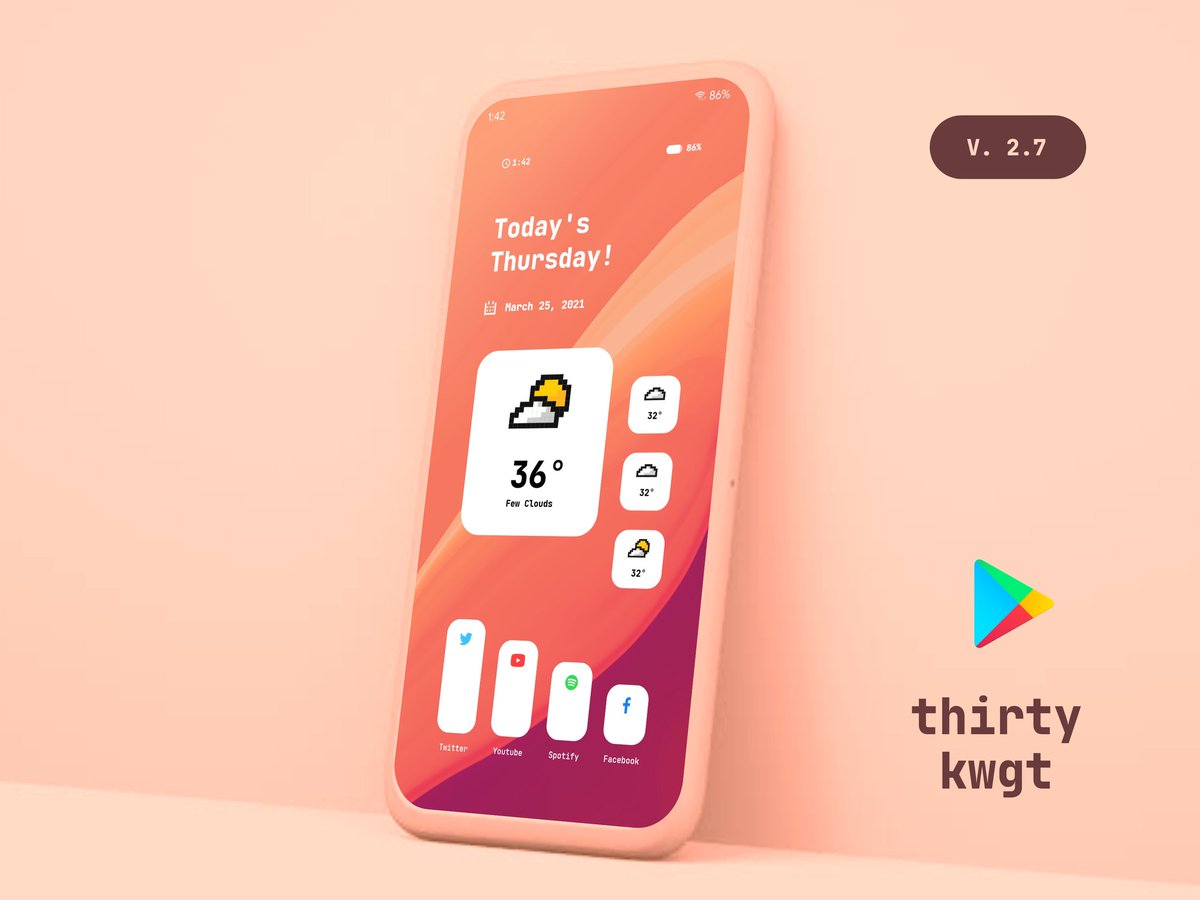 1:42
86%
1:42
86%
V. 2.7
Today's
Thursday!
March 25, 2021
36°
Few Clouds
32°
32°
32°
Twitter
Youtube
Spotify
Facebook
thirty
kwgt